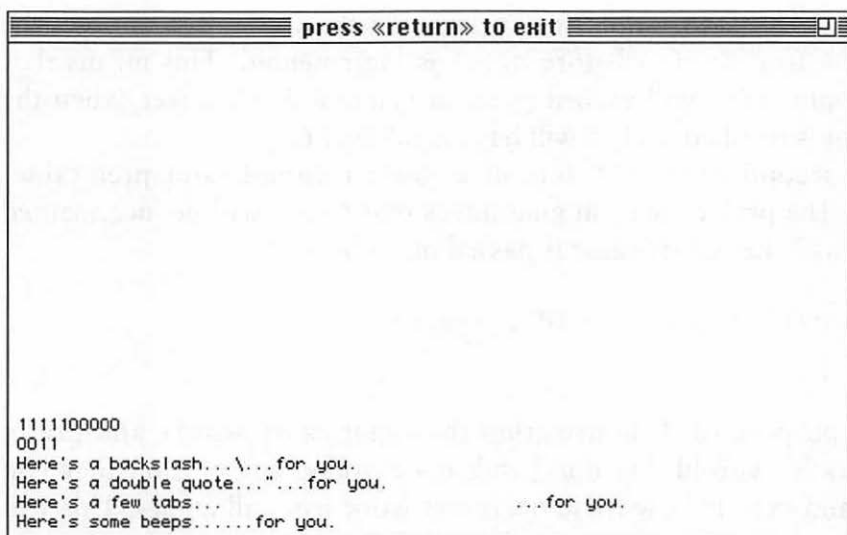 press «return» to exit
1111100000
0011
Here's a backslash...\...for you.
Here's a double quote..."...for you.
Here's a few tabs... ...for you.
Here's some beeps......for you.